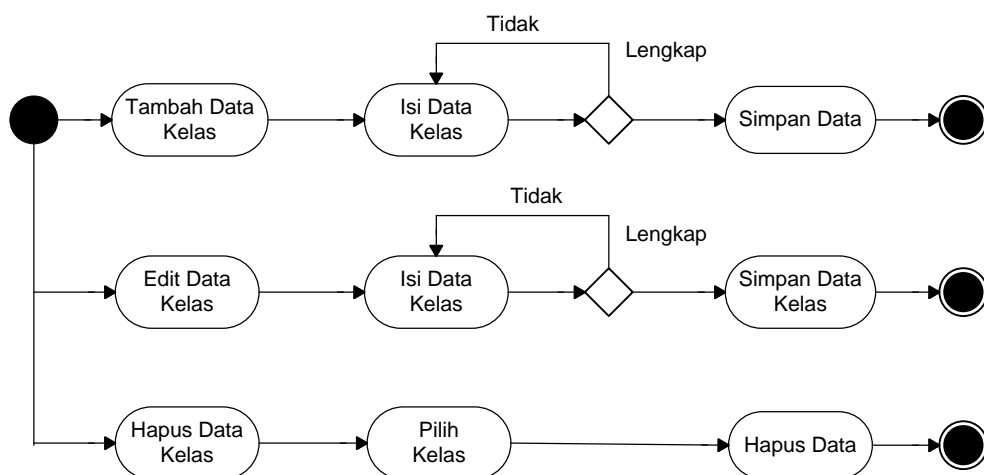 Tidak
Lengkap
Tambah Data
Kelas
Isi Data
Kelas
Simpan Data
Tidak
Lengkap
Edit Data
Kelas
Isi Data
Kelas
Simpan Data
Kelas
Hapus Data
Kelas
Pilih
Kelas
Hapus Data